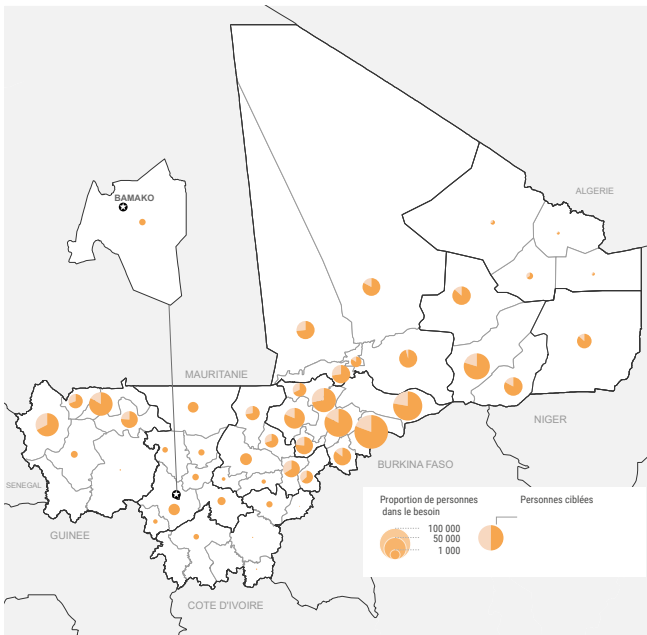 BAMAKO
ALGERIE
MAURITANIE
NIGER
BURKINA FASO
SENEGAL
GUINEE
COTE D'IVOIRE
Proportion de personnes
dans le besoin
100 000
50 000
1 000
Personnes ciblées